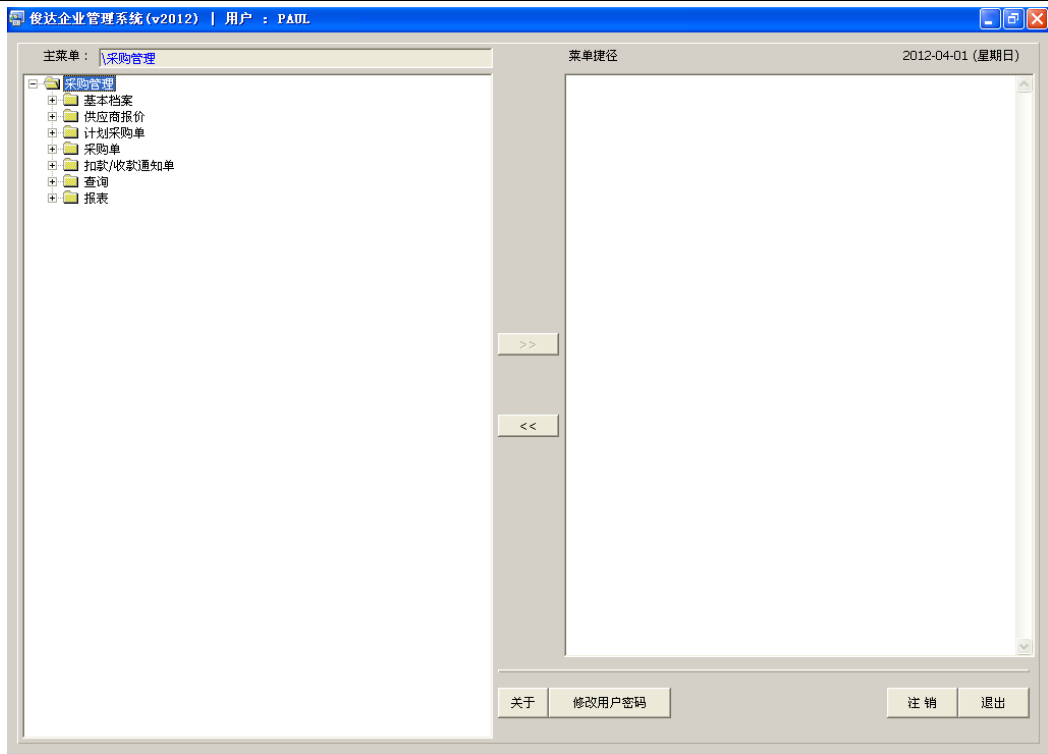 俊达企业管理系统(v2012) | 用户 : PAUL
主菜单： \采购管理 菜单捷径 2012-04-01 (星期日)
采购管理
基本档案
供应商报价
计划采购单
采购单
扣款/收款通知单
查询
报表
>>
<<
关于 修改用户密码 注 销 退出